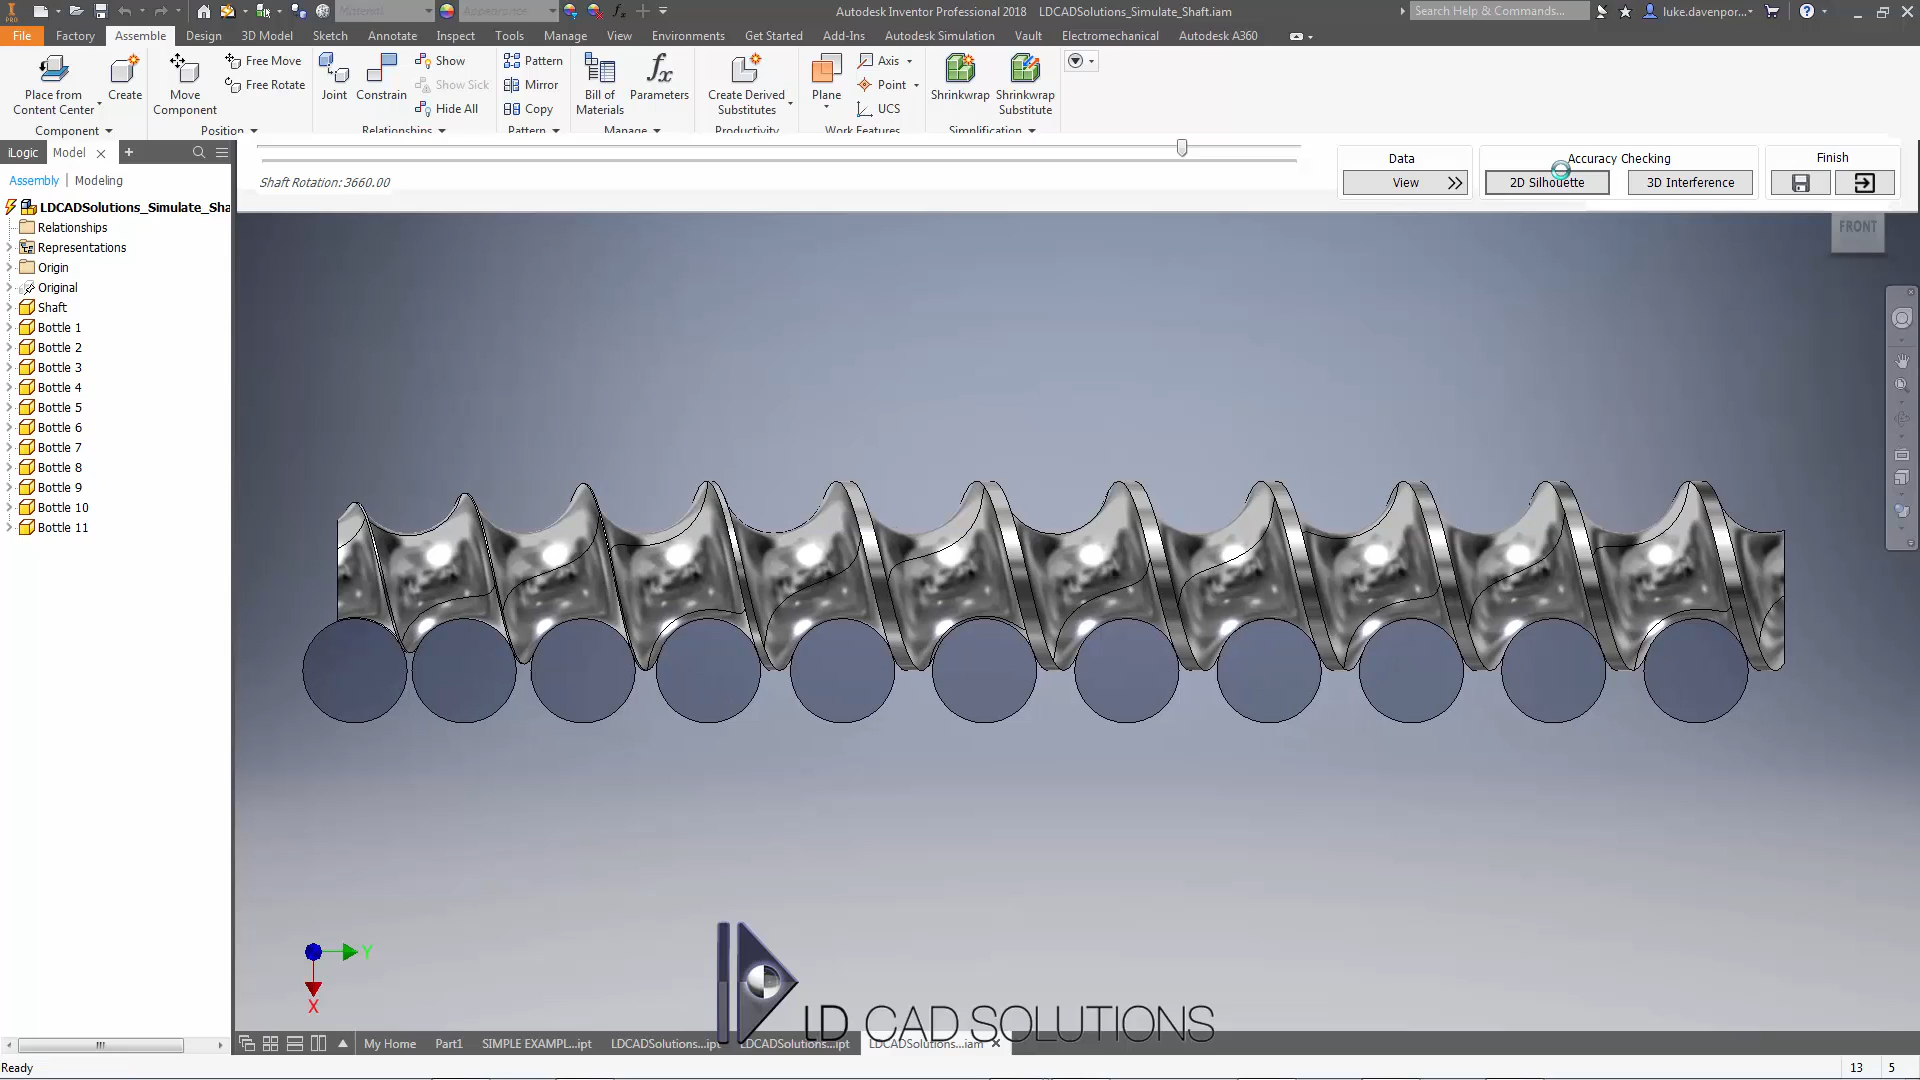 Materials
Appearance
Autodesk Inventor Professional 2018 LDCADSolutions_Simulate_Shaft.iam
Search Help & Commands...
luke.davenpor...
PRO
File Factory Assemble Design 3D Model Sketch Annotate Inspect Tools Manage View Environments Get Started Add-Ins Autodesk Simulation Vault Electromechanical Autodesk A360
Place from
Content Center
Create
Move
Component
Free Move
Free Rotate
Joint
Constrain
Show
Show Sick
Hide All
Pattern
Mirror
Copy
Bill of
Materials
Parameters
Create Derived
Substitutes
Plane
Axis
Point
UCS
Shrinkwrap
Shrinkwrap
Substitute
Component Position Relationships Pattern Manage Productivity Work Features Simplification
iLogic Model
Assembly Modeling
Shaft Rotation: 3660.00
Data
View
Accuracy Checking
2D Silhouette 3D Interference
Finish
LDCADSolutions_Simulate_Sha
Relationships
Representations
Origin
Original
Shaft
Bottle 1
Bottle 2
Bottle 3
Bottle 4
Bottle 5
Bottle 6
Bottle 7
Bottle 8
Bottle 9
Bottle 10
Bottle 11
FRONT
Y
X
LD CAD SOLUTIONS
My Home Part1 SIMPLE EXAMPL...ipt LDCADSolutions...ipt LDCADSolutions...ipt LDCADSolutions...iam
Ready
13 5